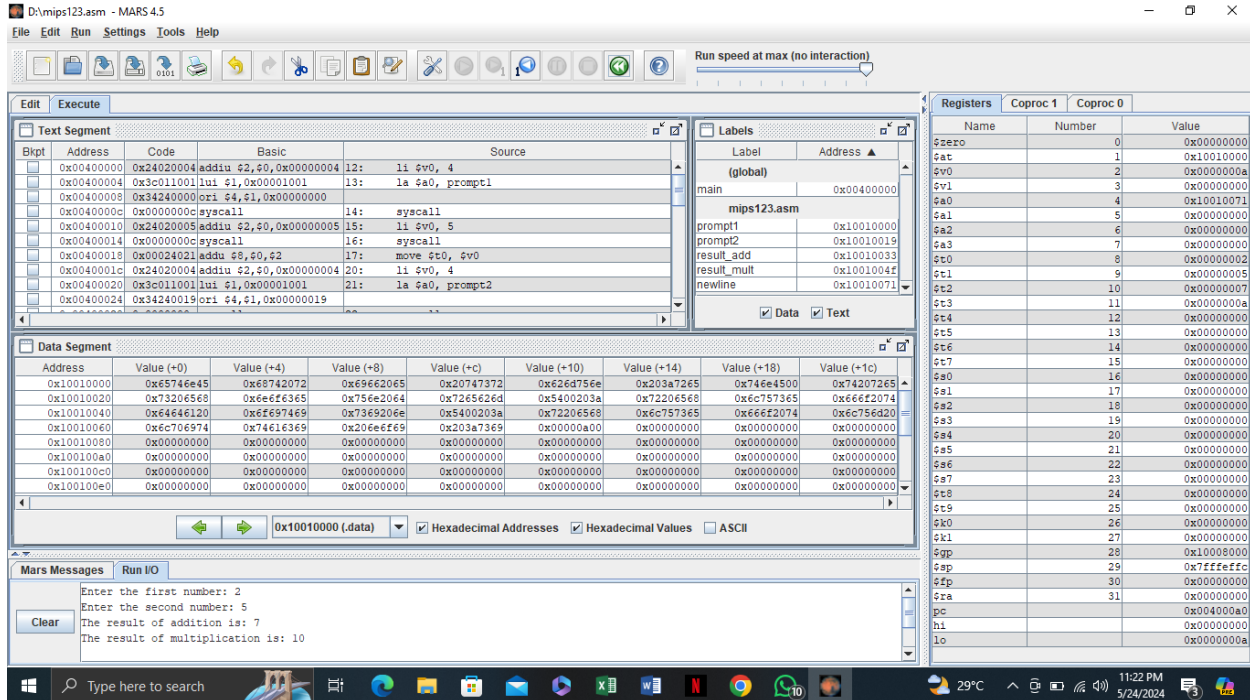 D:\mips123.asm - MARS 4.5
File Edit Run Settings Tools Help
Run speed at max (no interaction)
Edit Execute
Text Segment
Bkpt Address Code Basic Source
0x00400000 0x24020004 addiu $2,$0,0x00000004 12: li $v0, 4
0x00400004 0x3c011001 lui $1,0x00001001 13: la $a0, prompt1
0x00400008 0x34240000 ori $4,$1,0x00000000
0x0040000c 0x0000000c syscall 14: syscall
0x00400010 0x24020005 addiu $2,$0,0x00000005 15: li $v0, 5
0x00400014 0x0000000c syscall 16: syscall
0x00400018 0x00024021 addu $8,$0,$2 17: move $t0, $v0
0x0040001c 0x24020004 addiu $2,$0,0x00000004 20: li $v0, 4
0x00400020 0x3c011001 lui $1,0x00001001 21: la $a0, prompt2
0x00400024 0x34240019 ori $4,$1,0x00000019
Labels
Label Address ▲
(global)
main 0x00400000
mips123.asm
prompt1 0x10010000
prompt2 0x10010019
result_add 0x10010033
result_mult 0x1001004f
newline 0x10010071
Data Text
Data Segment
Address Value (+0) Value (+4) Value (+8) Value (+c) Value (+10) Value (+14) Value (+18) Value (+1c)
0x10010000 0x65746e45 0x68742072 0x69662065 0x20747372 0x626d756e 0x203a7265 0x746e4500 0x74207265
0x10010020 0x73206568 0x6e6f6365 0x756e2064 0x7265626d 0x5400203a 0x72206568 0x6c757365 0x666f2074
0x10010040 0x64646120 0x6f697469 0x7369206e 0x5400203a 0x72206568 0x6c757365 0x666f2074 0x6c756d20
0x10010060 0x6c706974 0x74616369 0x206e6f69 0x203a7369 0x00000a00 0x00000000 0x00000000 0x00000000
0x10010080 0x00000000 0x00000000 0x00000000 0x00000000 0x00000000 0x00000000 0x00000000 0x00000000
0x100100a0 0x00000000 0x00000000 0x00000000 0x00000000 0x00000000 0x00000000 0x00000000 0x00000000
0x100100c0 0x00000000 0x00000000 0x00000000 0x00000000 0x00000000 0x00000000 0x00000000 0x00000000
0x100100e0 0x00000000 0x00000000 0x00000000 0x00000000 0x00000000 0x00000000 0x00000000 0x00000000
0x10010000 (.data) Hexadecimal Addresses Hexadecimal Values ASCII
Mars Messages Run I/O
Clear
Enter the first number: 2
Enter the second number: 5
The result of addition is: 7
The result of multiplication is: 10
Registers Coproc 1 Coproc 0
Name Number Value
$zero 0 0x00000000
$at 1 0x10010000
$v0 2 0x0000000a
$v1 3 0x00000000
$a0 4 0x10010071
$a1 5 0x00000000
$a2 6 0x00000000
$a3 7 0x00000000
$t0 8 0x00000002
$t1 9 0x00000005
$t2 10 0x00000007
$t3 11 0x0000000a
$t4 12 0x00000000
$t5 13 0x00000000
$t6 14 0x00000000
$t7 15 0x00000000
$s0 16 0x00000000
$s1 17 0x00000000
$s2 18 0x00000000
$s3 19 0x00000000
$s4 20 0x00000000
$s5 21 0x00000000
$s6 22 0x00000000
$s7 23 0x00000000
$t8 24 0x00000000
$t9 25 0x00000000
$k0 26 0x00000000
$k1 27 0x00000000
$gp 28 0x10008000
$sp 29 0x7fffeffc
$fp 30 0x00000000
$ra 31 0x00000000
pc 0x004000a0
hi 0x00000000
lo 0x0000000a
Type here to search
10
29°C
11:22 PM
5/24/2024
3